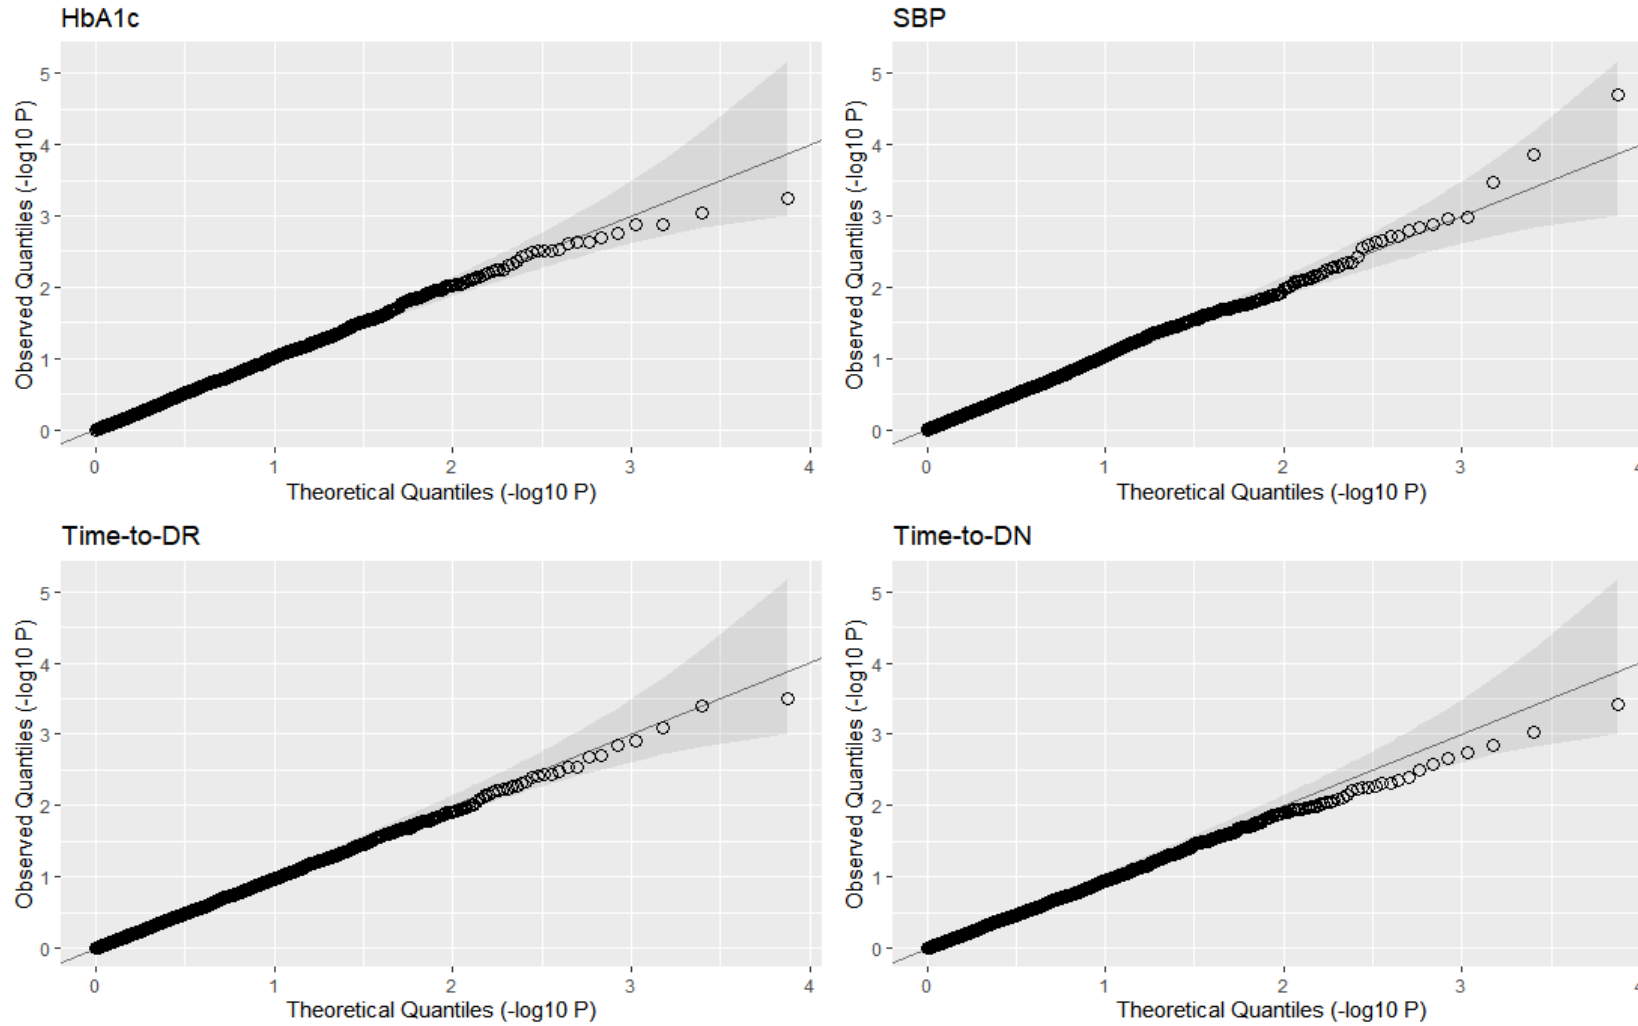 HbA1c
Observed Quantiles (-log10 P)
5
4
3
2
1
0
0 1 2 3 4
Theoretical Quantiles (-log10 P)
SBP
Observed Quantiles (-log10 P)
5
4
3
2
1
0
0 1 2 3 4
Theoretical Quantiles (-log10 P)
Time-to-DR
Observed Quantiles (-log10 P)
5
4
3
2
1
0
0 1 2 3 4
Theoretical Quantiles (-log10 P)
Time-to-DN
Observed Quantiles (-log10 P)
5
4
3
2
1
0
0 1 2 3 4
Theoretical Quantiles (-log10 P)